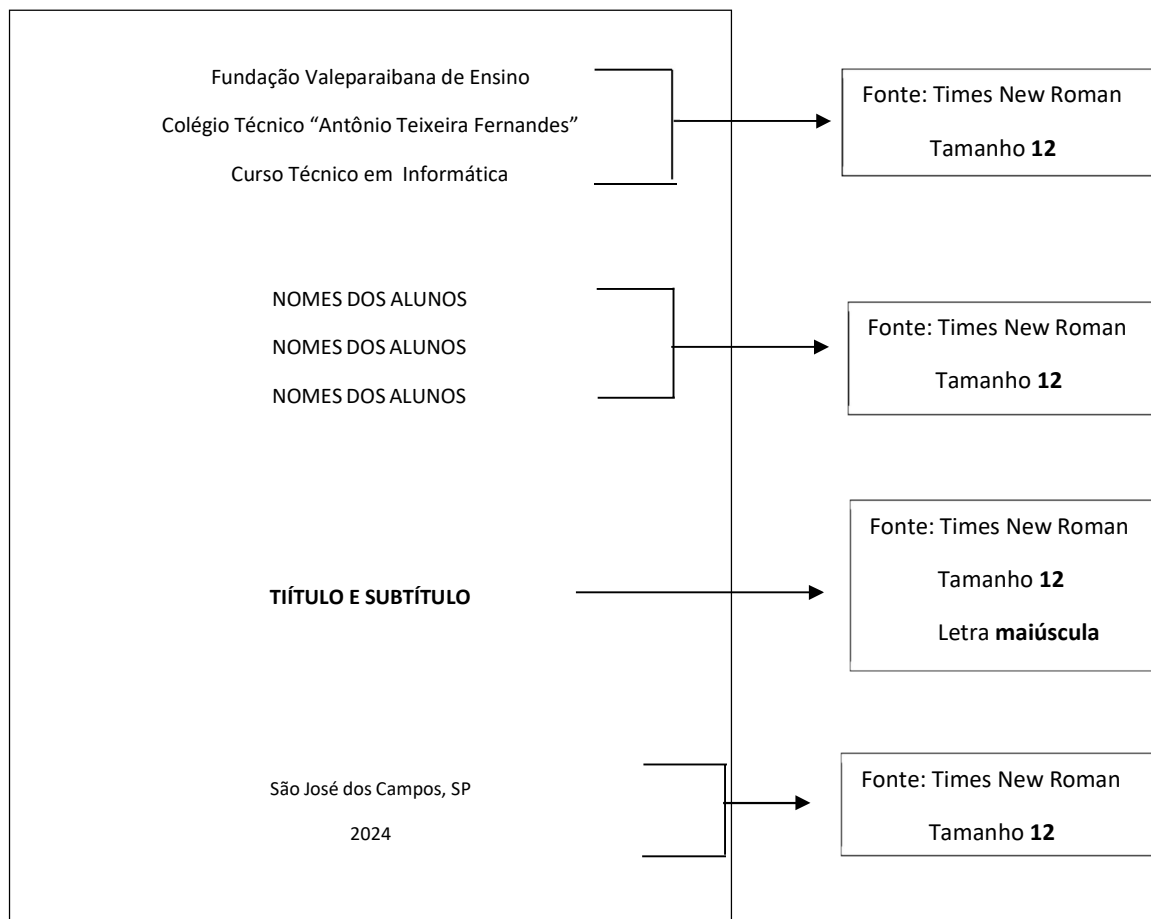 Fundação Valeparaibana de Ensino
Colégio Técnico “Antônio Teixeira Fernandes”
Curso Técnico em Informática
Fonte: Times New Roman
Tamanho 12
NOMES DOS ALUNOS
NOMES DOS ALUNOS
NOMES DOS ALUNOS
Fonte: Times New Roman
Tamanho 12
TIÍTULO E SUBTÍTULO
Fonte: Times New Roman
Tamanho 12
Letra maiúscula
São José dos Campos, SP
2024
Fonte: Times New Roman
Tamanho 12